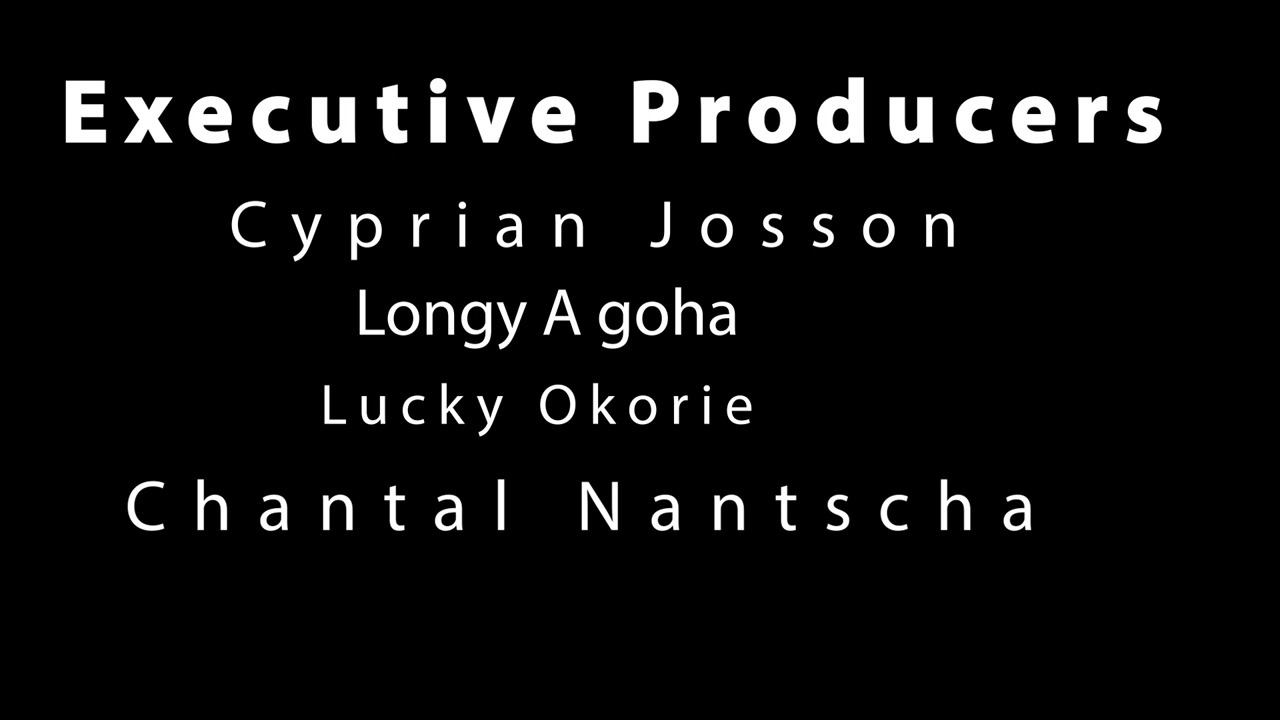 Executive Producers
Cyprian Josson
Longy A goha
Lucky Okorie
Chantal Nantscha